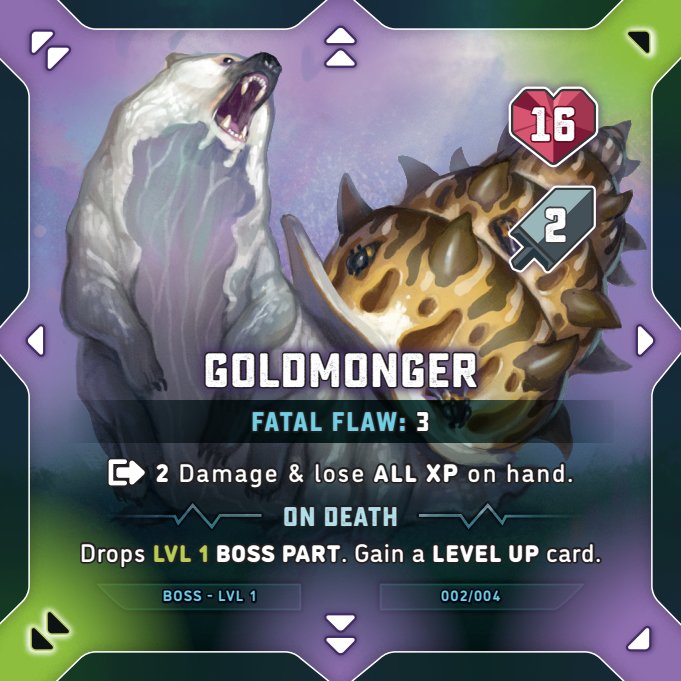 16
2
GOLDMONGER
FATAL FLAW: 3
2 Damage & lose ALL XP on hand.
ON DEATH
Drops LVL 1 BOSS PART. Gain a LEVEL UP card.
BOSS - LVL 1
002/004